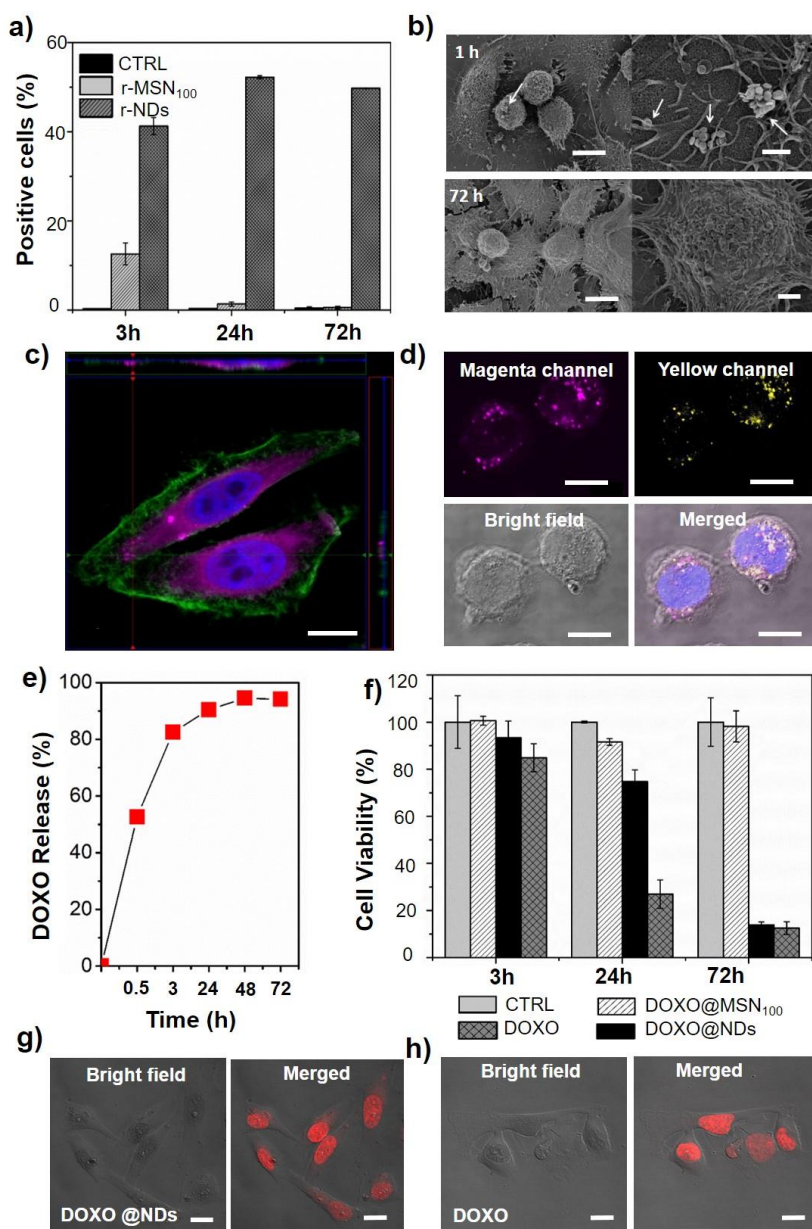 a)
60
40
20
0
Positive cells (%)
CTRL
r-MSN100
r-NDs
3h
24h
72h
b)
1 h
72 h
c)
d)
Magenta channel
Yellow channel
Bright field
Merged
e)
100
80
60
40
20
0
DOXO Release (%)
0.5
3
24
48
72
Time (h)
f)
120
100
80
60
40
20
0
Cell Viability (%)
3h
24h
72h
CTRL
DOXO@MSN100
DOXO
DOXO@NDs
g)
Bright field
Merged
DOXO @NDs
h)
Bright field
Merged
DOXO